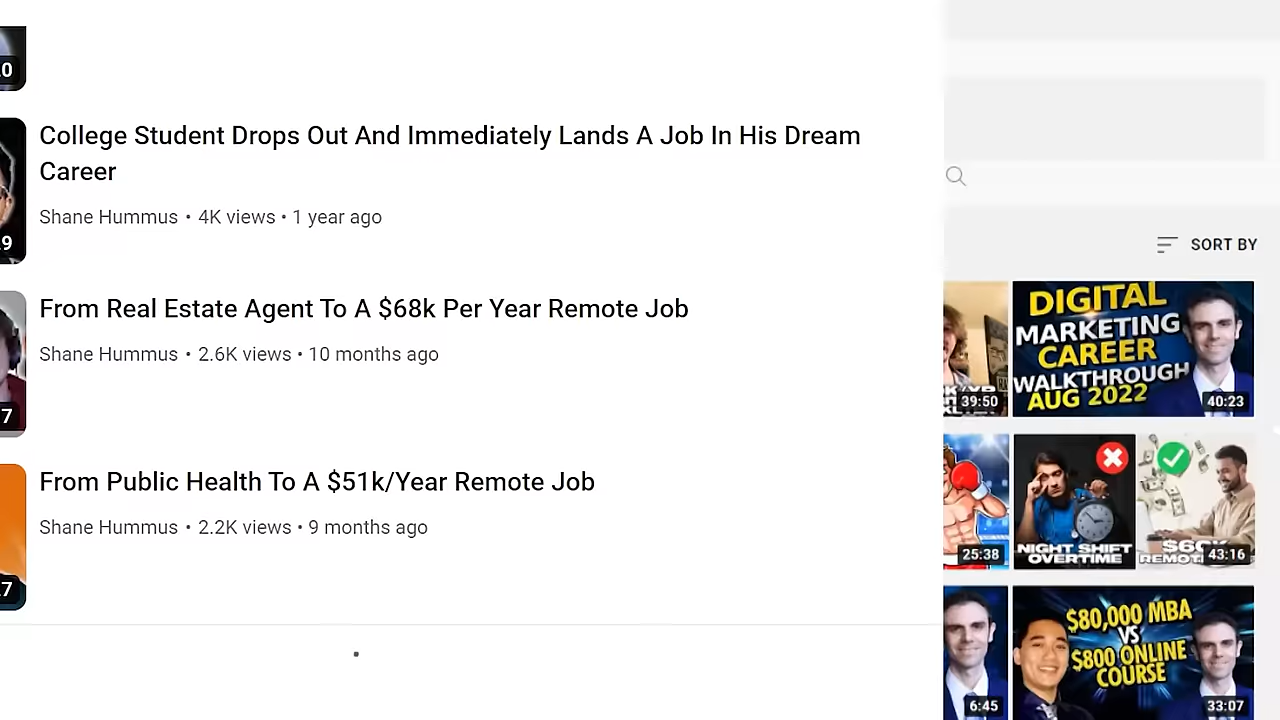 0
College Student Drops Out And Immediately Lands A Job In His Dream
Career
Shane Hummus • 4K views • 1 year ago
9
From Real Estate Agent To A $68k Per Year Remote Job
Shane Hummus • 2.6K views • 10 months ago
7
From Public Health To A $51k/Year Remote Job
Shane Hummus • 2.2K views • 9 months ago
7
SORT BY
39:50
DIGITAL
MARKETING
CAREER
WALKTHROUGH
AUG 2022
40:23
25:38
NIGHT SHIFT
OVERTIME
43:16
6:45
$80,000 MBA
VS
$800 ONLINE
COURSE
33:07